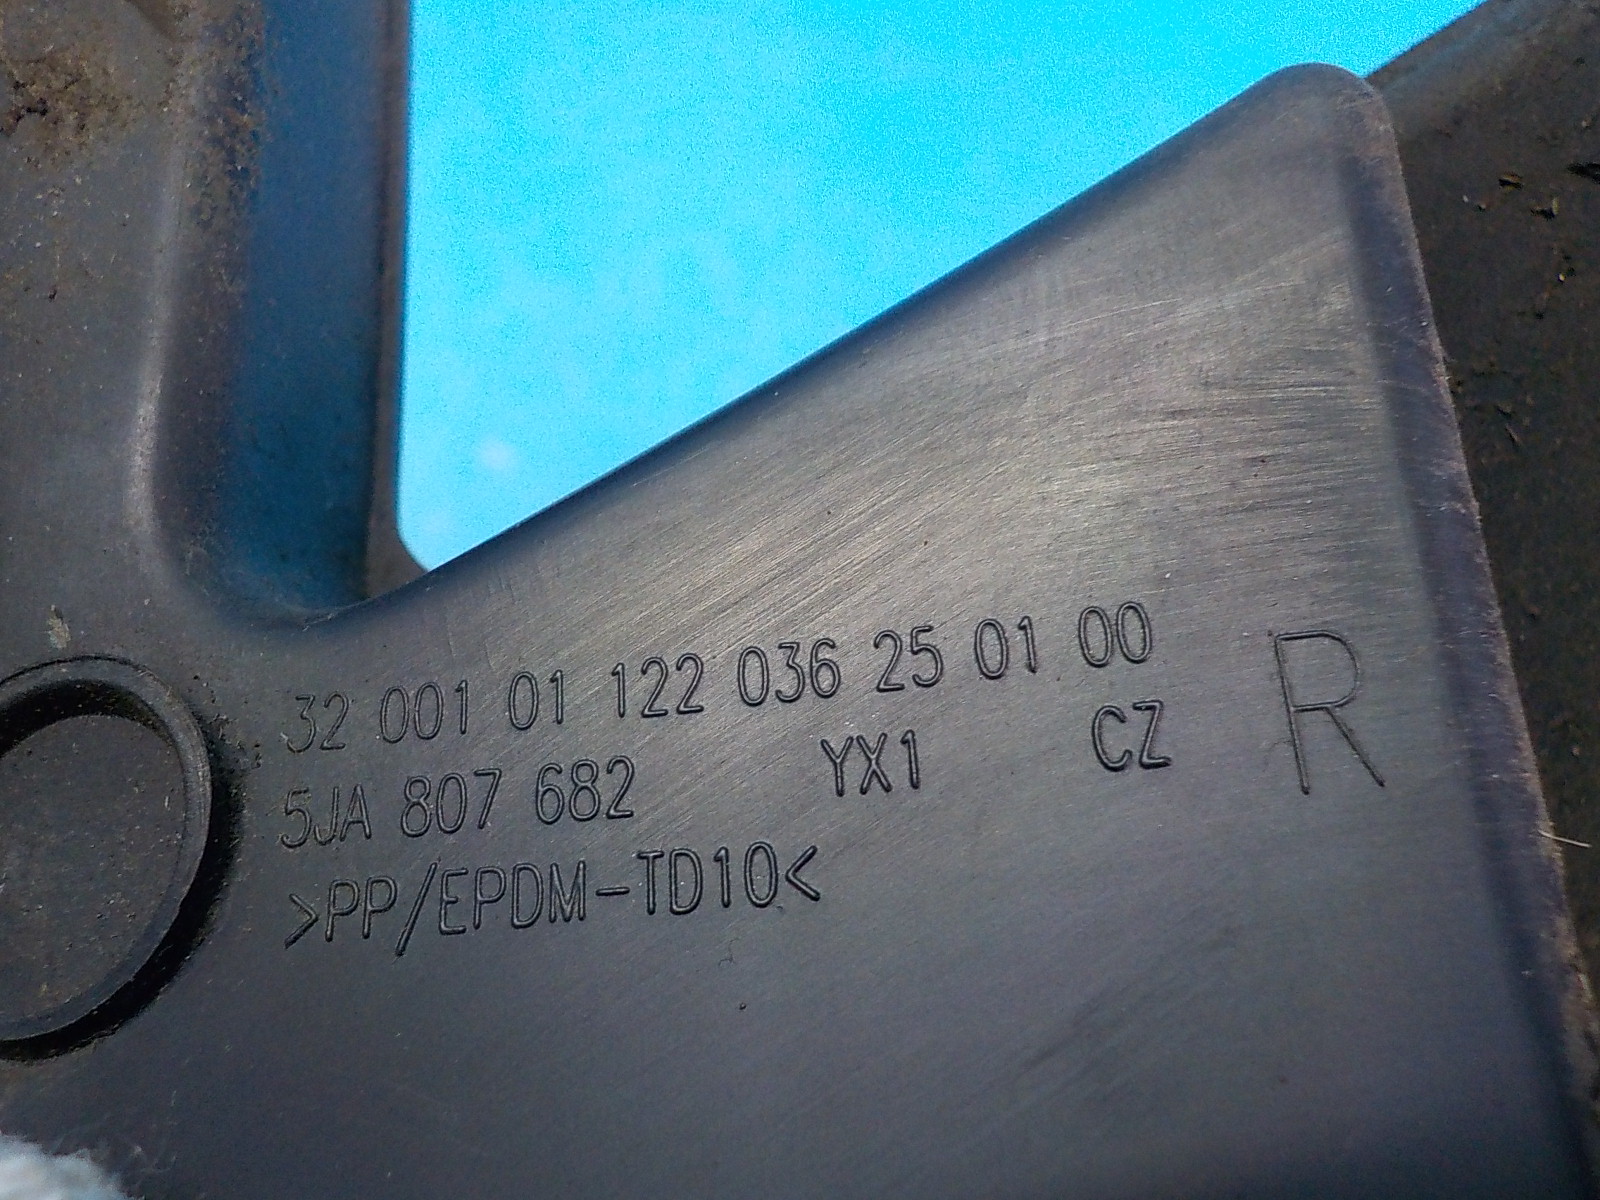 32 001 01 122 036 25 01 00
5JA 807 682 YX1 CZ R
>PP/EPDM-TD10<